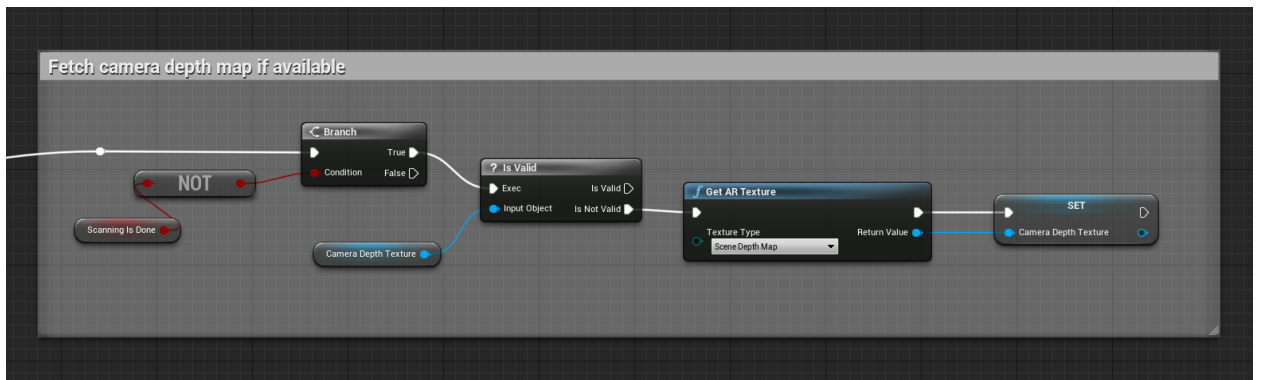 Fetch camera depth map if available
Branch
True
Condition
False
NOT
Scanning Is Done
? Is Valid
Exec
Is Valid
Input Object
Is Not Valid
Camera Depth Texture
f Get AR Texture
Texture Type
Scene Depth Map
Return Value
SET
Camera Depth Texture